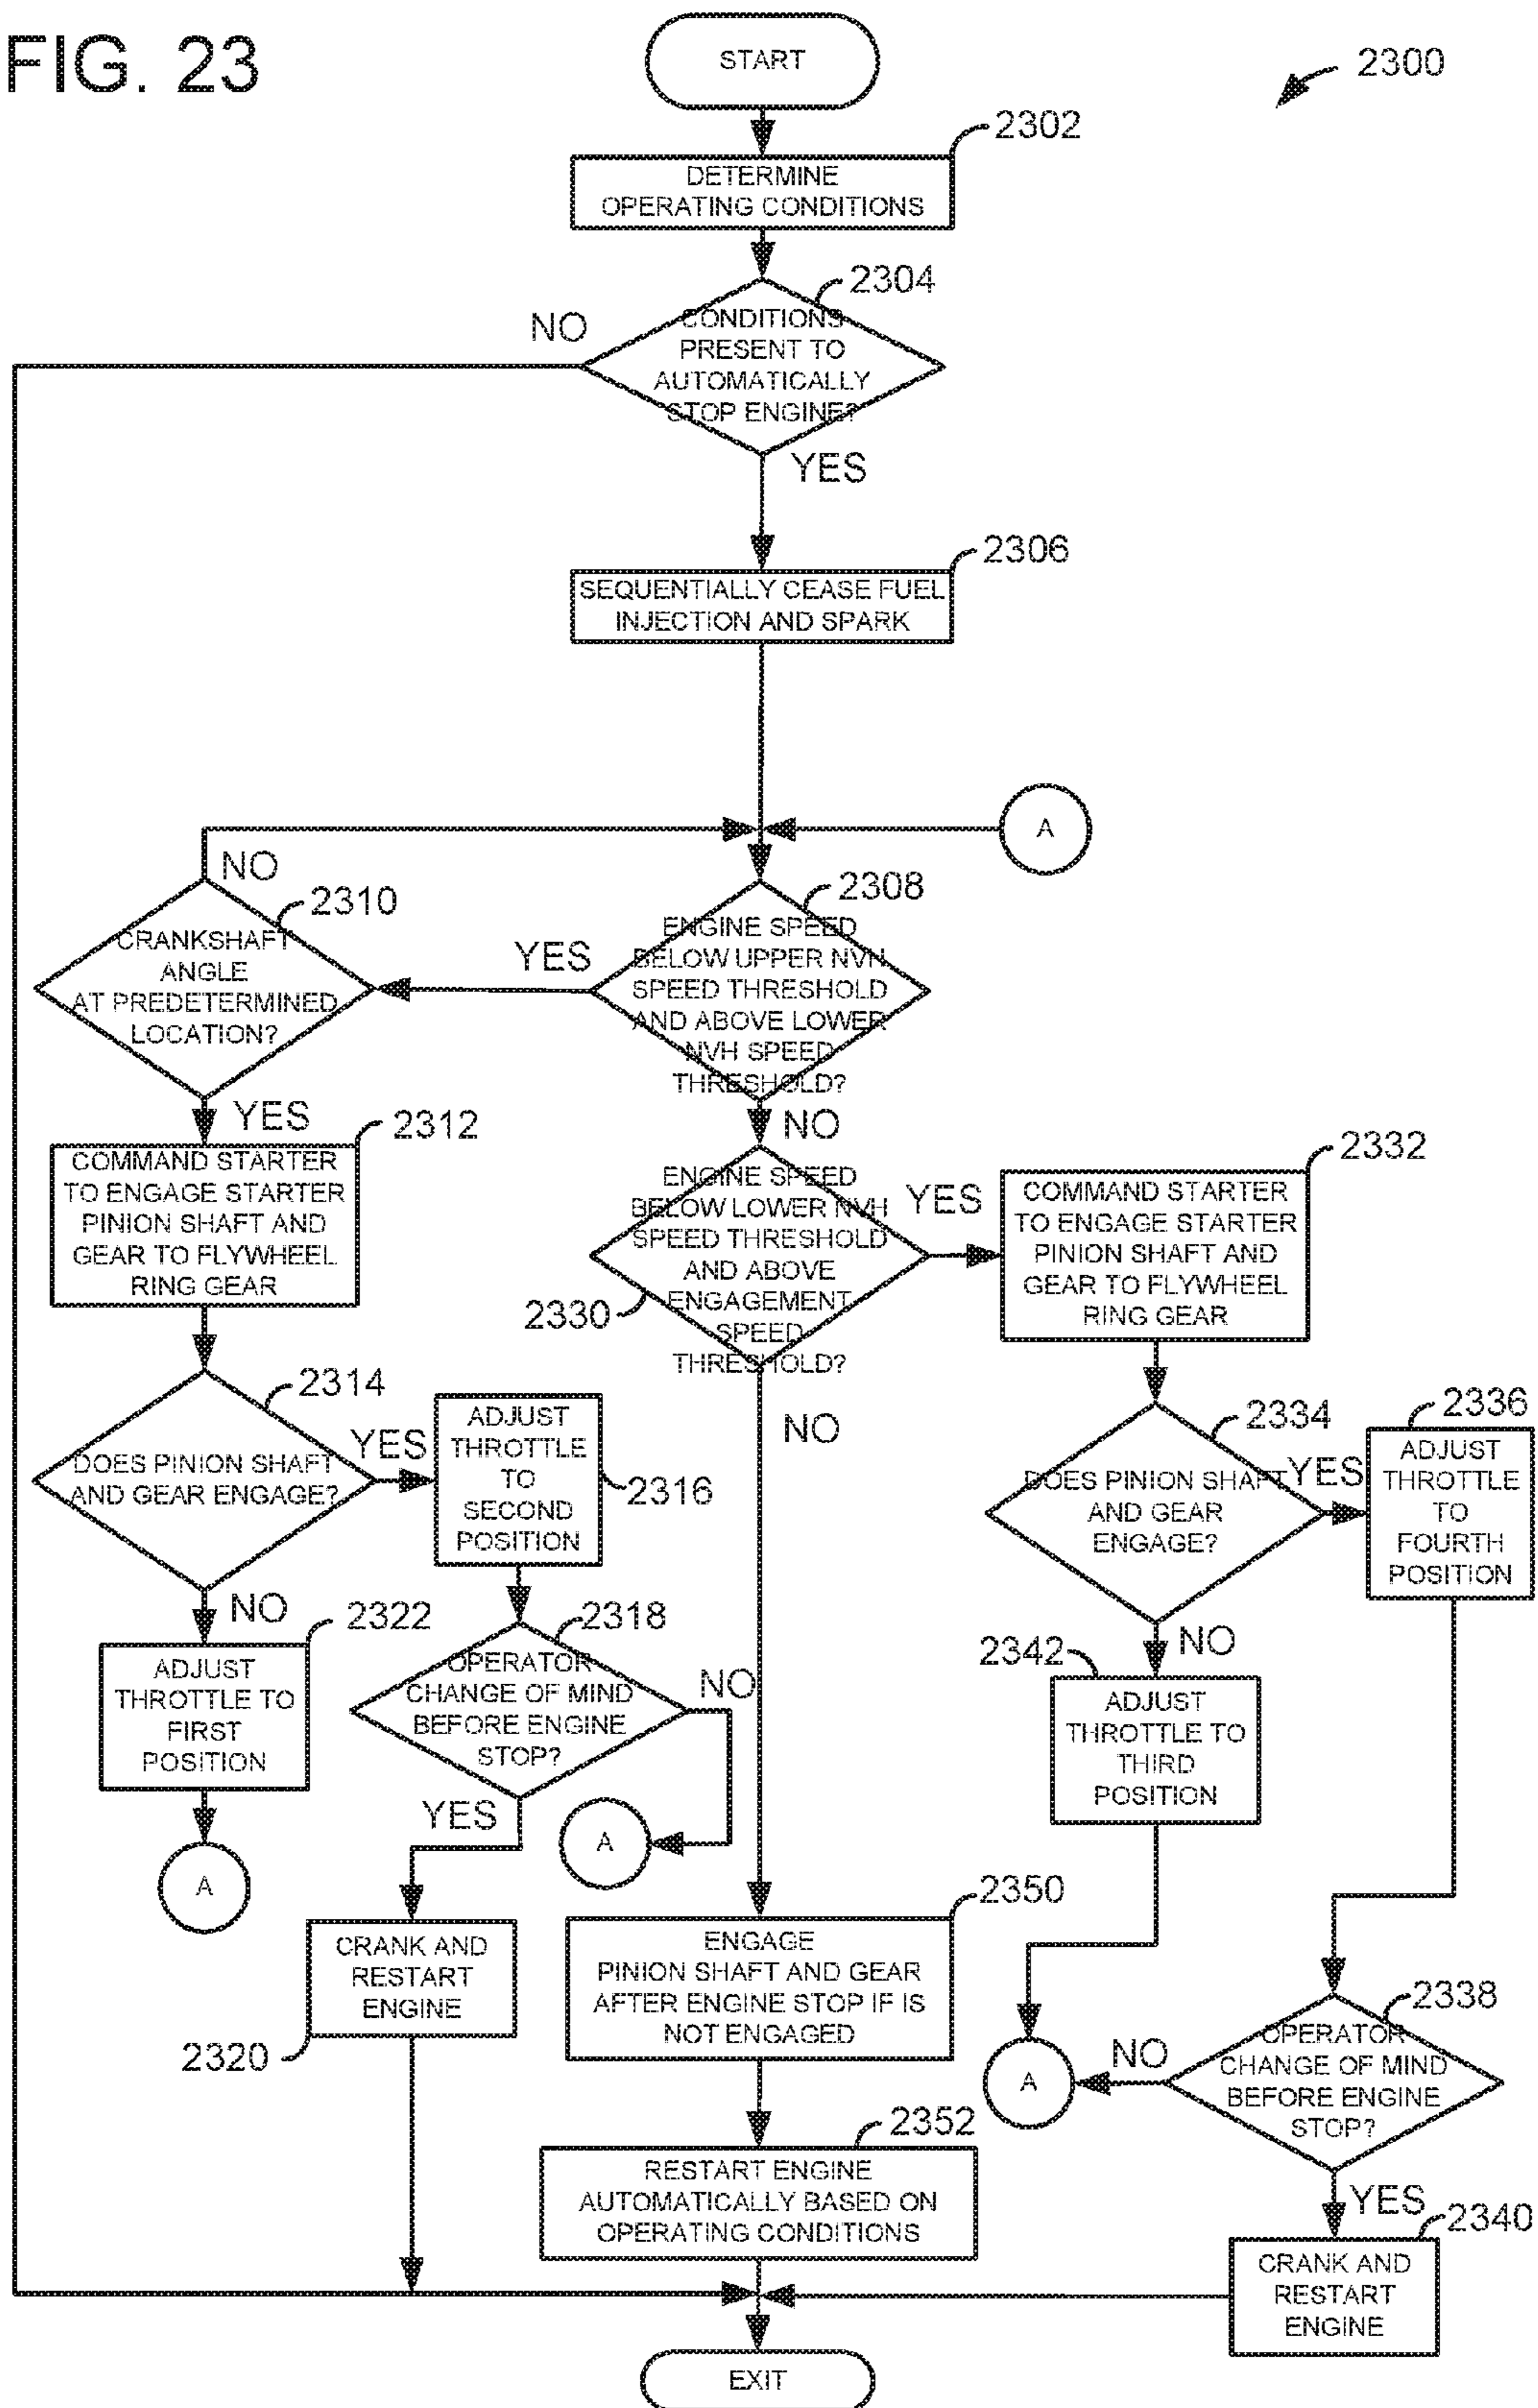 FIG. 23
START
2300
2302
DETERMINE
OPERATING CONDITIONS
2304
NO
CONDITIONS
PRESENT TO
AUTOMATICALLY
STOP ENGINE?
YES
2306
SEQUENTIALLY CEASE FUEL
INJECTION AND SPARK
A
NO
2310
CRANKSHAFT
ANGLE
AT PREDETERMINED
LOCATION?
YES
2308
ENGINE SPEED
BELOW UPPER NVH
SPEED THRESHOLD
AND ABOVE LOWER
NVH SPEED
THRESHOLD?
YES
NO
2312
COMMAND STARTER
TO ENGAGE STARTER
PINION SHAFT AND
GEAR TO FLYWHEEL
RING GEAR
ENGINE SPEED
BELOW LOWER NVH
SPEED THRESHOLD
AND ABOVE
ENGAGEMENT
SPEED
THRESHOLD?
2330
YES
2332
COMMAND STARTER
TO ENGAGE STARTER
PINION SHAFT AND
GEAR TO FLYWHEEL
RING GEAR
2314
DOES PINION SHAFT
AND GEAR ENGAGE?
YES
ADJUST
THROTTLE
TO
SECOND
POSITION
2316
NO
2334
DOES PINION SHAFT
AND GEAR
ENGAGE?
YES
2336
ADJUST
THROTTLE
TO
FOURTH
POSITION
NO
2322
ADJUST
THROTTLE TO
FIRST
POSITION
A
2318
OPERATOR
CHANGE OF MIND
BEFORE ENGINE
STOP?
NO
YES
A
NO
2342
ADJUST
THROTTLE TO
THIRD
POSITION
CRANK AND
RESTART
ENGINE
2320
2350
ENGAGE
PINION SHAFT AND GEAR
AFTER ENGINE STOP IF IS
NOT ENGAGED
A
NO
2338
OPERATOR
CHANGE OF MIND
BEFORE ENGINE
STOP?
YES
2352
RESTART ENGINE
AUTOMATICALLY BASED ON
OPERATING CONDITIONS
2340
CRANK AND
RESTART
ENGINE
EXIT